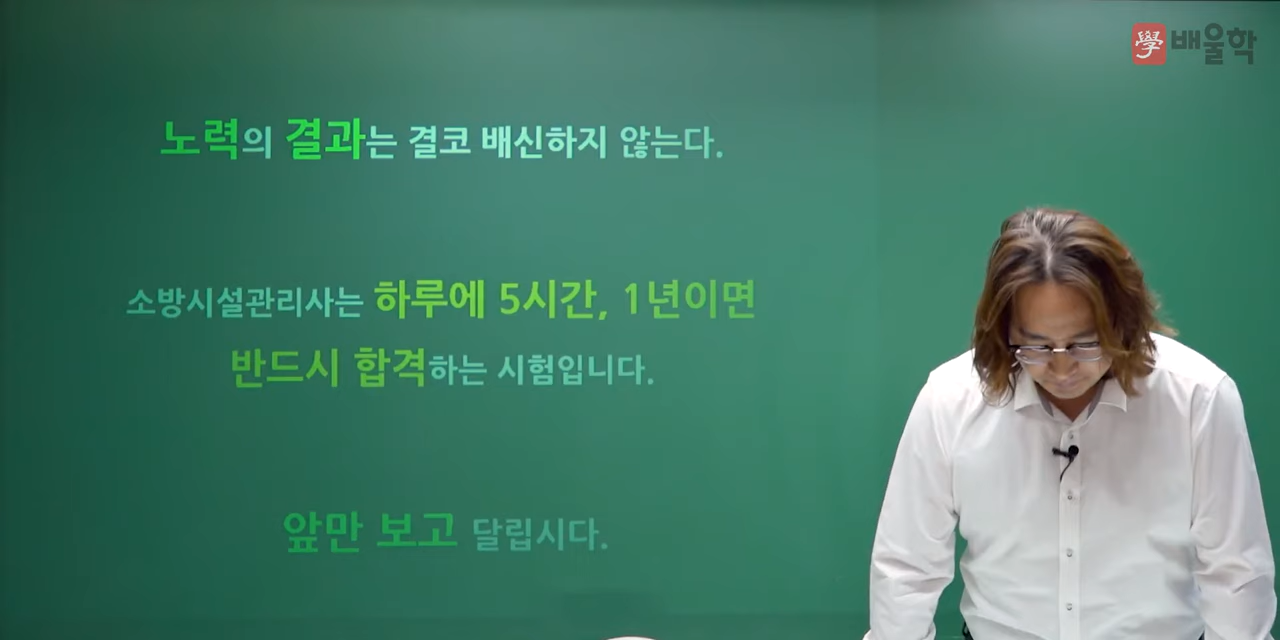 學 배울학
노력의 결과는 결코 배신하지 않는다.
소방시설관리사는 하루에 5시간, 1년이면
반드시 합격하는 시험입니다.
앞만 보고 달립시다.